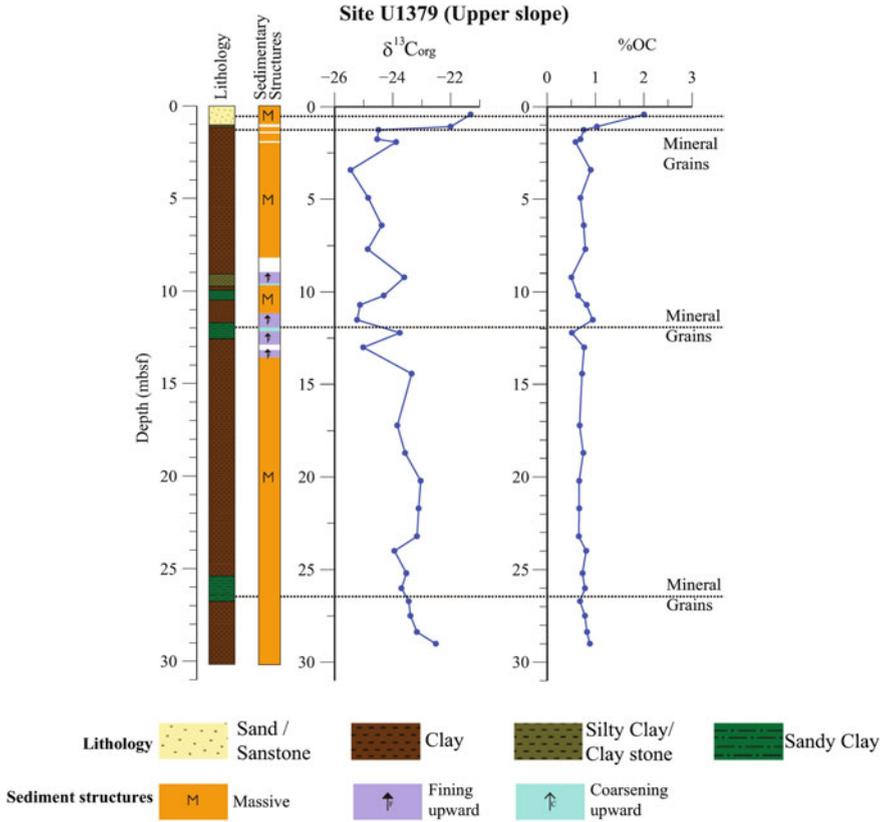 Site U1379 (Upper slope)
Lithology
Sedimentary
Structures
δ13Corg
−26 −24 −22
%OC
0 1 2 3
Depth (mbsf)
0
5
10
15
20
25
30
M
M
M
M
0
5
10
15
20
25
30
0
5
10
15
20
25
30
Mineral
Grains
Mineral
Grains
Mineral
Grains
Lithology
Sand /
Sanstone
Clay
Silty Clay/
Clay stone
Sandy Clay
Sediment structures
M
Massive
F
Fining
upward
C
Coarsening
upward